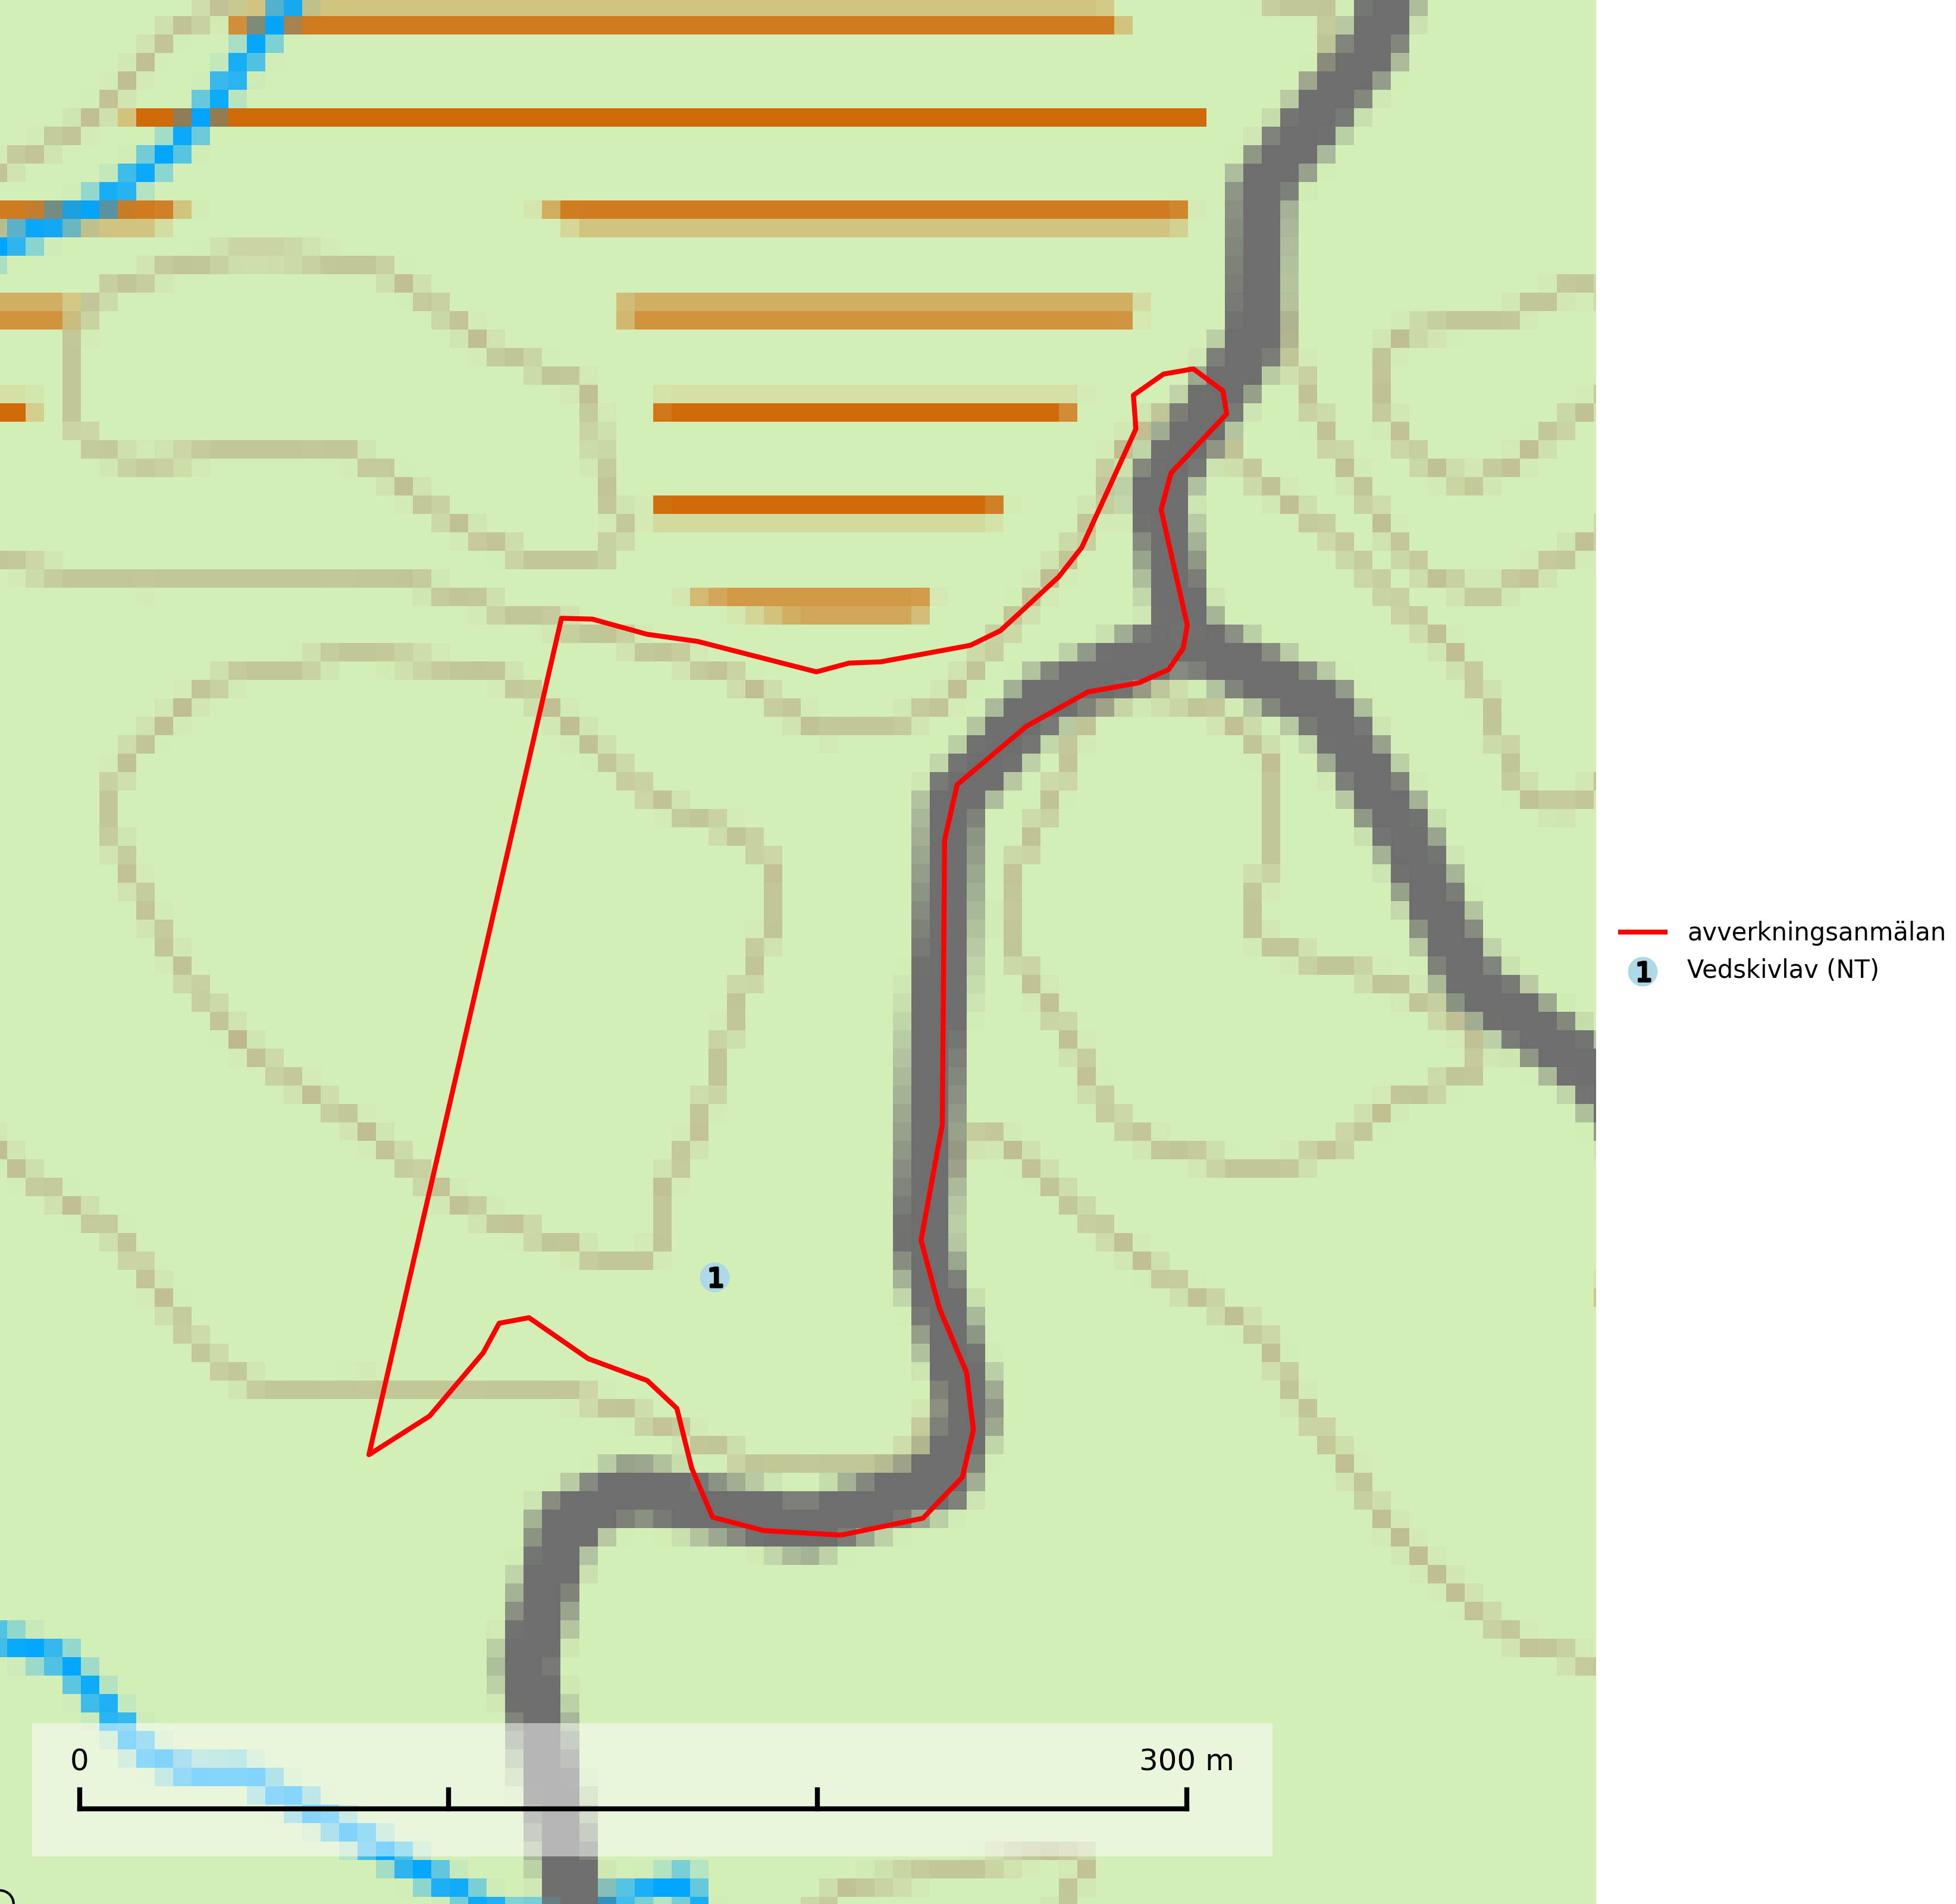 avverkningsanmälan
1 Vedskivlav (NT)
1
0 300 m